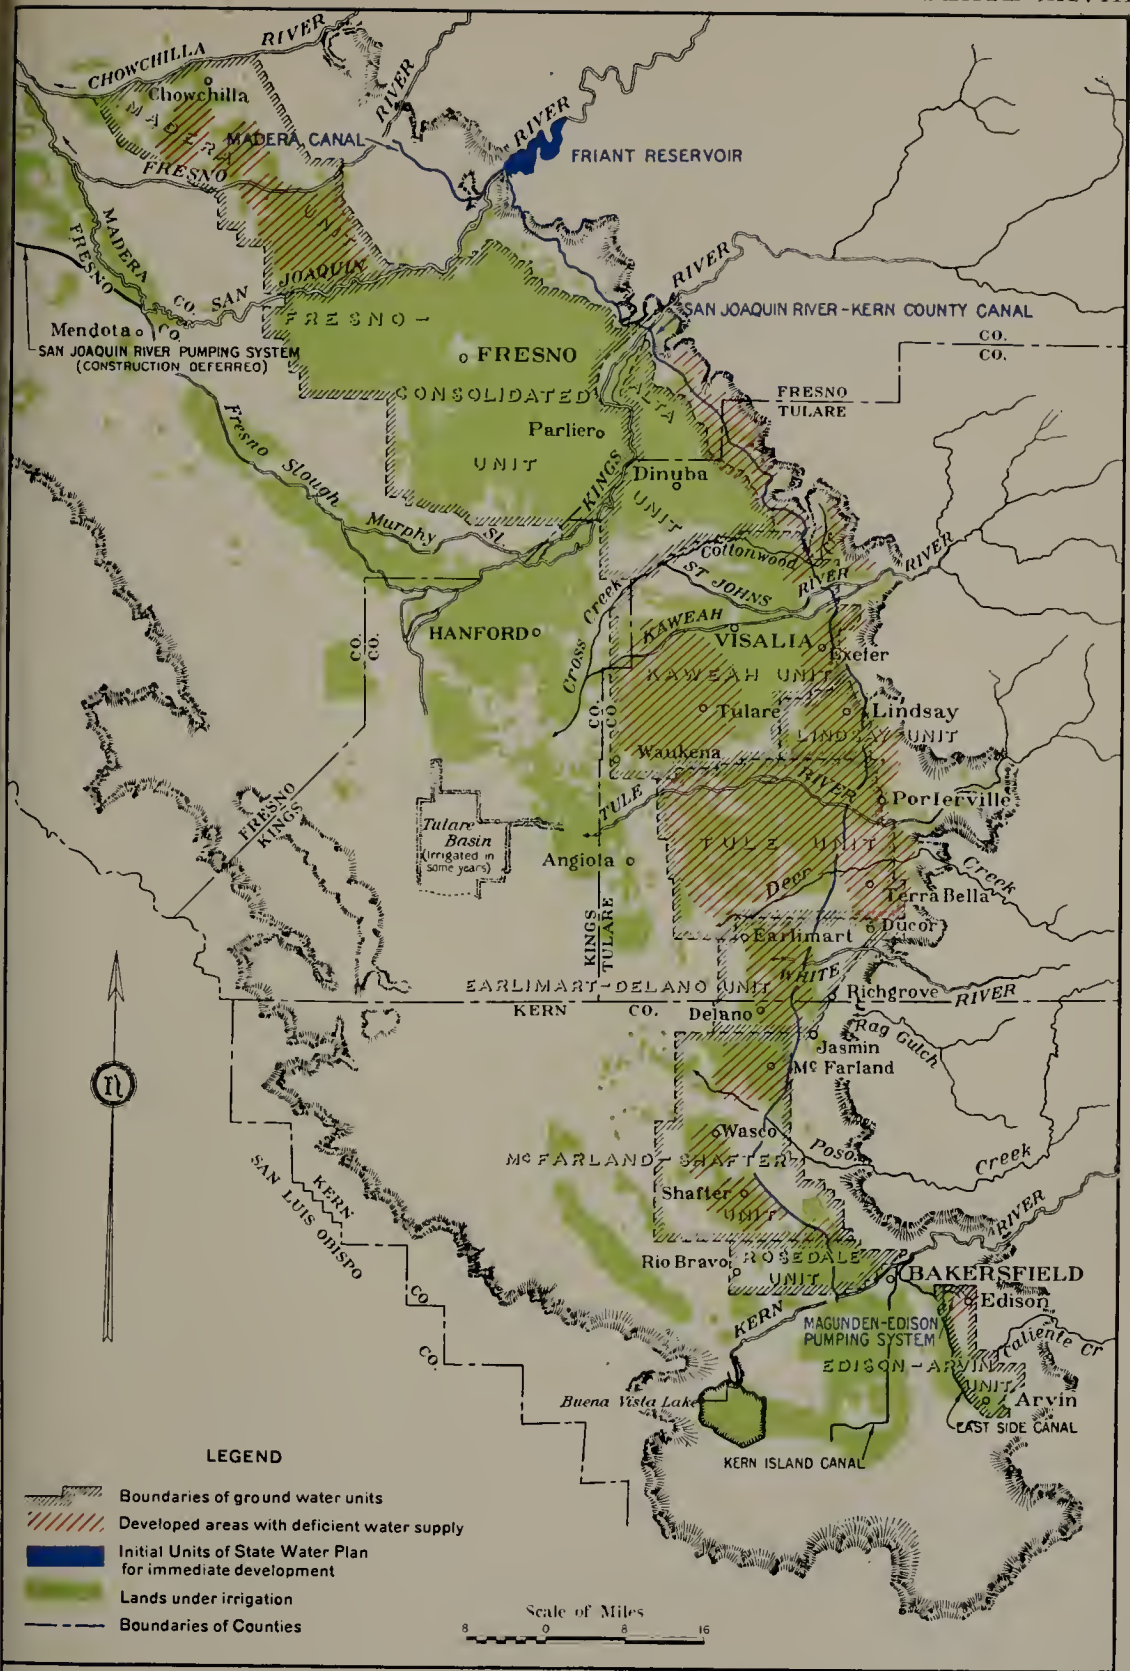 CHOWCHILLA RIVER
Chowchilla
RIVER
RIVER
MADERA CANAL
FRIANT RESERVOIR
MADERA
UNIT
FRESNO
RIVER
SAN JOAQUIN RIVER-KERN COUNTY CANAL
MADERA CO.
FRESNO CO.
SAN JOAQUIN
Mendota
SAN JOAQUIN RIVER PUMPING SYSTEM
(CONSTRUCTION DEFERRED)
FRESNO-
CONSOLIDATED
UNIT
FRESNO
Parlier
CO.
CO.
FRESNO
TULARE
ALTA
UNIT
Dinuba
KINGS
Fresno Slough
Murphy Sl.
Cottonwood
ST JOHNS RIVER
RIVER
Cross Creek
KAWEAH
VISALIA
Exeter
HANFORD
CO.
CO.
KAWEAH UNIT
Tulare
Lindsay
LINDSAY UNIT
CO.
CO.
Waukena
TULE RIVER
Porterville
FRESNO
KINGS
Tulare
Basin
(Irrigated in
some years)
Angiola
TULE UNIT
Deer Creek
Terra Bella
Ducor
Earlimart
KINGS
TULARE
WHITE RIVER
EARLIMART-DELANO UNIT
Richgrove
KERN CO.
Delano
Rag Gulch
Jasmin
Mc Farland
Wasco
Poso Creek
Mc FARLAND-SHAFTER
UNIT
Shafter
KERN
SAN LUIS OBISPO
CO.
CO.
Rio Bravo
ROSEDALE
UNIT
RIVER
BAKERSFIELD
KERN
Edison
MAGUNDEN-EDISON
PUMPING SYSTEM
Caliente Cr
EDISON-ARVIN
UNIT
Arvin
Buena Vista Lake
EAST SIDE CANAL
KERN ISLAND CANAL
n
LEGEND
Boundaries of ground water units
Developed areas with deficient water supply
Initial Units of State Water Plan
for immediate development
Lands under irrigation
Boundaries of Counties
Scale of Miles
8 0 8 16